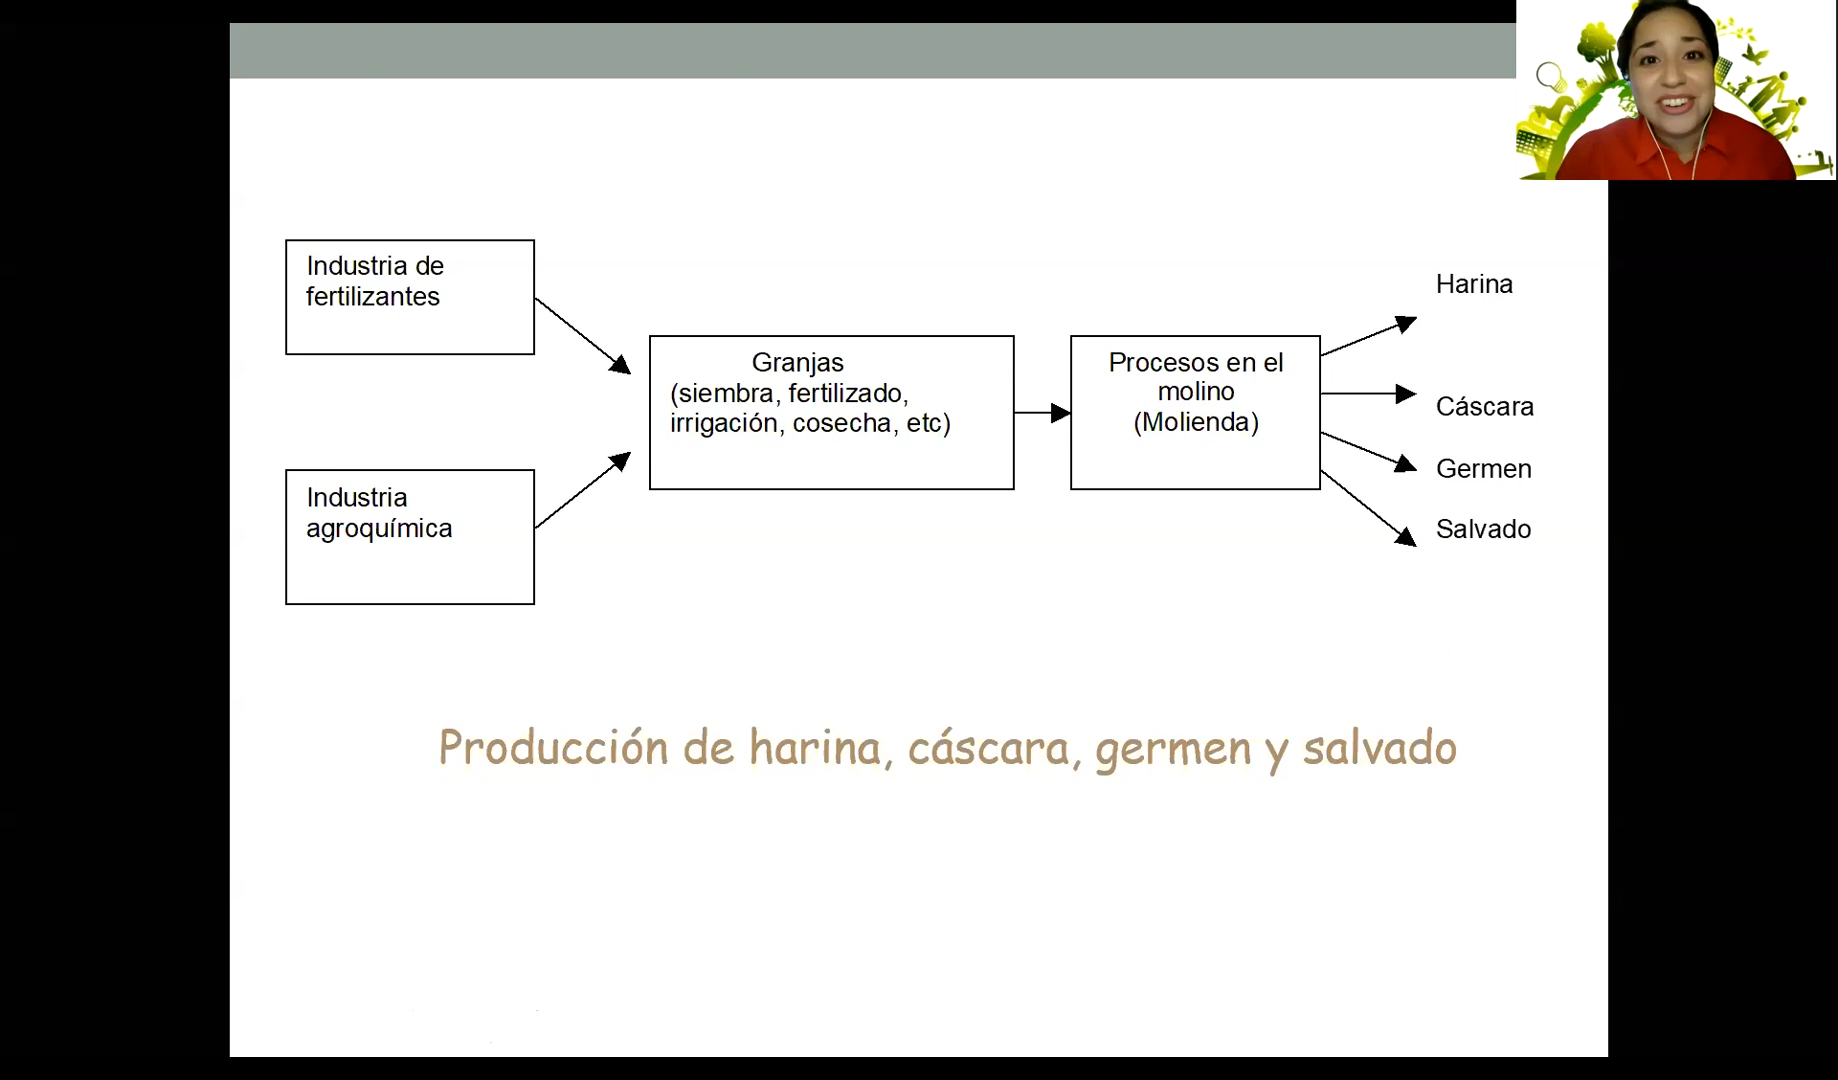 Industria de
fertilizantes
Industria
agroquímica
Granjas
(siembra, fertilizado,
irrigación, cosecha, etc)
Procesos en el
molino
(Molienda)
Harina
Cáscara
Germen
Salvado
Producción de harina, cáscara, germen y salvado